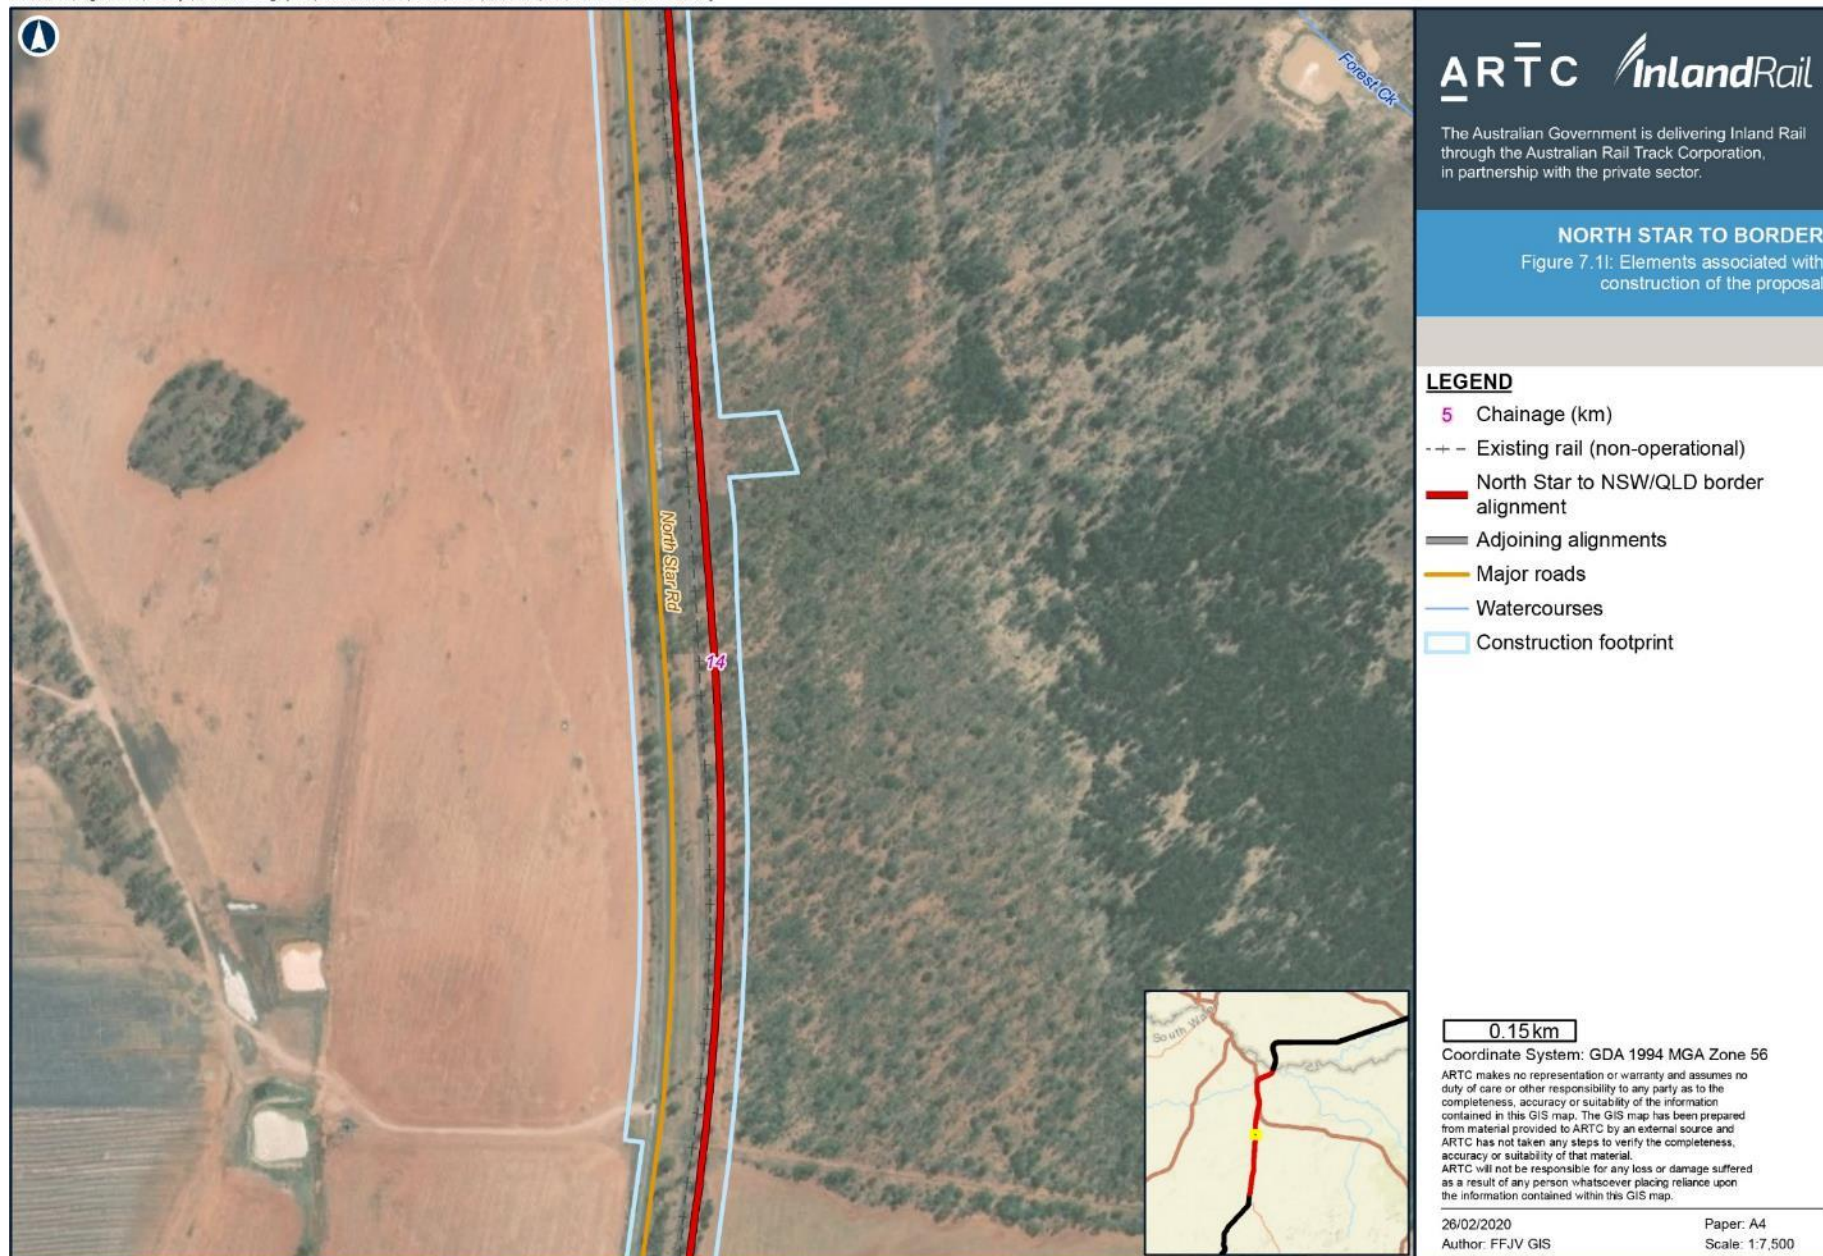 Forest Ck
North Star Rd
14
South Wales
ARTC InlandRail
The Australian Government is delivering Inland Rail
through the Australian Rail Track Corporation,
in partnership with the private sector.
NORTH STAR TO BORDER
Figure 7.1l: Elements associated with
construction of the proposal
LEGEND
5 Chainage (km)
Existing rail (non-operational)
North Star to NSW/QLD border
alignment
Adjoining alignments
Major roads
Watercourses
Construction footprint
0.15km
Coordinate System: GDA 1994 MGA Zone 56
ARTC makes no representation or warranty and assumes no
duty of care or other responsibility to any party as to the
completeness, accuracy or suitability of the information
contained in this GIS map. The GIS map has been prepared
from material provided to ARTC by an external source and
ARTC has not taken any steps to verify the completeness,
accuracy or suitability of that material.
ARTC will not be responsible for any loss or damage suffered
as a result of any person whatsoever placing reliance upon
the information contained within this GIS map.
26/02/2020 Paper: A4
Author: FFJV GIS Scale: 1:7,500